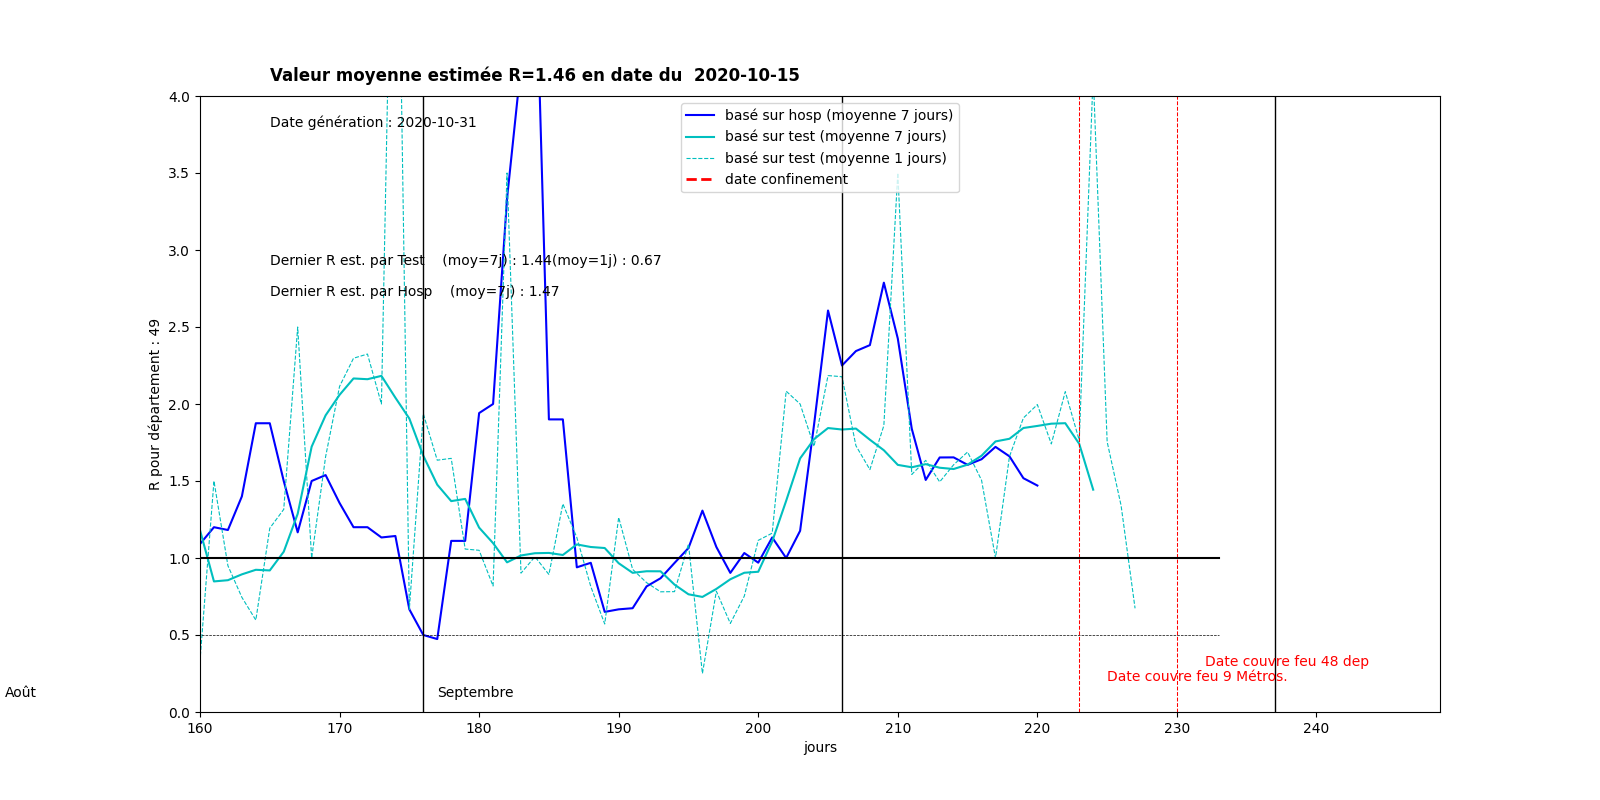 Valeur moyenne estimée R=1.46 en date du  2020-10-15
4.0
3.5
3.0
2.5
2.0
1.5
1.0
0.5
0.0
R pour département : 49
Date génération : 2020-10-31
basé sur hosp (moyenne 7 jours)
basé sur test (moyenne 7 jours)
basé sur test (moyenne 1 jours)
date confinement
Dernier R est. par Test    (moy=7j) : 1.44(moy=1j) : 0.67
Dernier R est. par Hosp    (moy=7j) : 1.47
Date couvre feu 48 dep
Date couvre feu 9 Métros.
Août
Septembre
160 170 180 190 200 210 220 230 240
jours